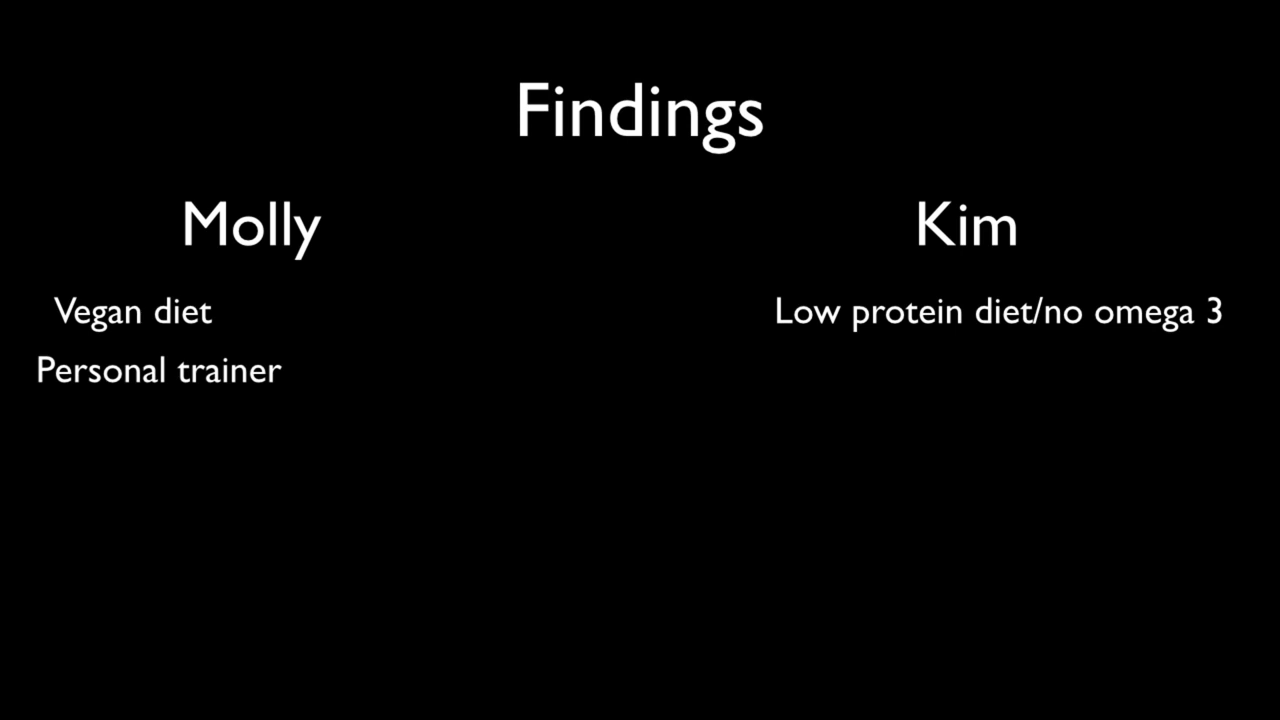 Findings
Molly
Kim
Vegan diet
Low protein diet/no omega 3
Personal trainer